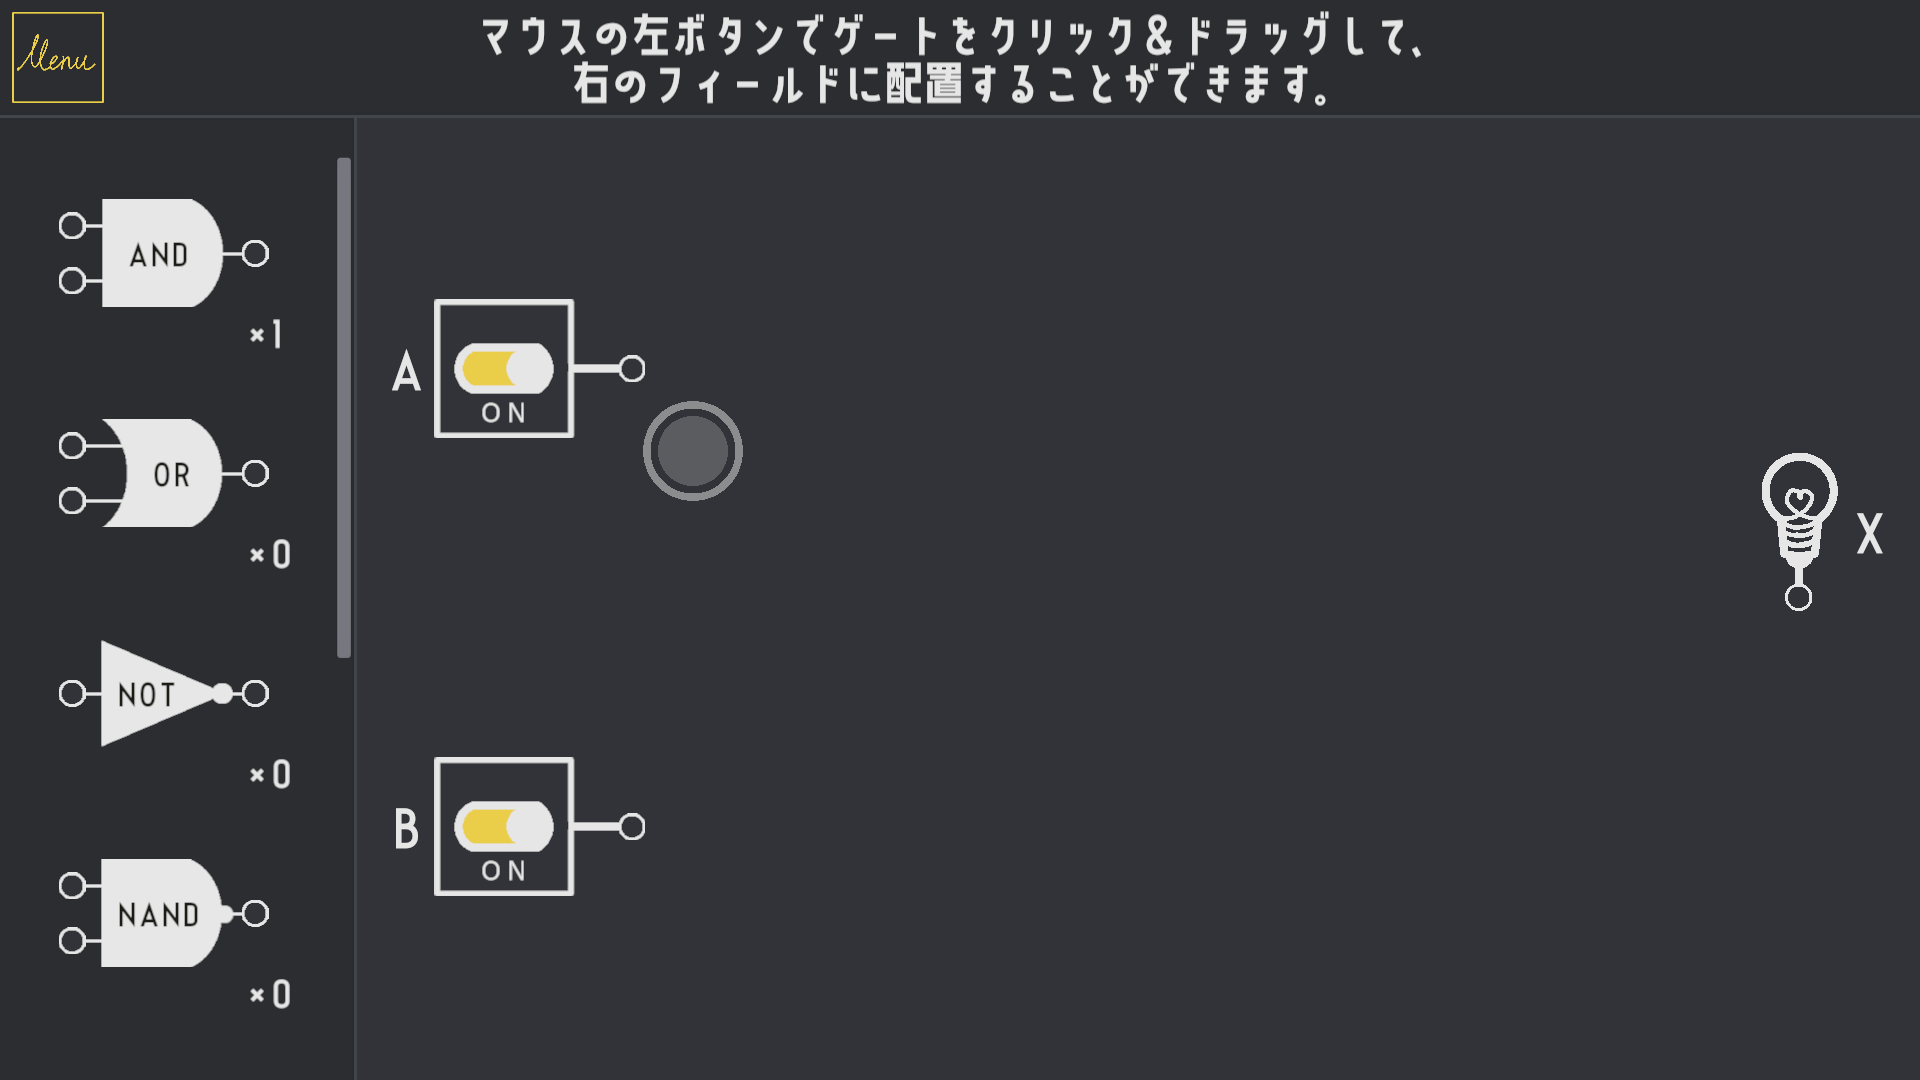 Menu
マウスの左ボタンでゲートをクリック&ドラッグして、
右のフィールドに配置することができます。
AND
×1
OR
×0
NOT
×0
NAND
×0
A
ON
B
ON
X